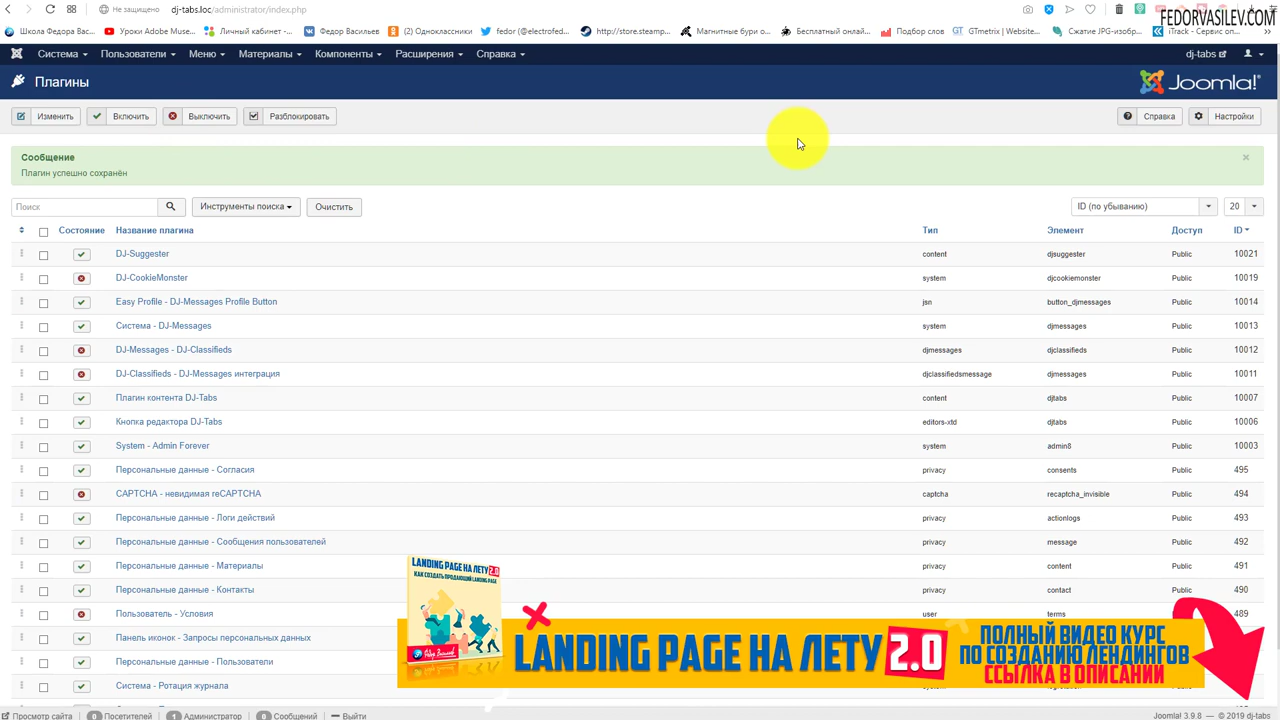 Не защищено dj-tabs.loc/administrator/index.php
FEDORVASILEV.COM
Школа Федора Вас... Уроки Adobe Muse... Личный кабинет -... Федор Васильев (1) Одноклассники fedor (@electrofed... http://store.steamp... Магнитные бури о... Бесплатный онлай... Подбор слов GTmetrix | Website... Сжатие JPG-изобр... iTrack - Сервис оп...
Система Пользователи Меню Материалы Компоненты Расширения Справка dj-tabs
Плагины Joomla!
Изменить Включить Выключить Разблокировать Справка Настройки
Сообщение
Плагин успешно сохранён
Поиск Инструменты поиска Очистить ID (по убыванию) 20
Состояние Название плагина Тип Элемент Доступ ID
DJ-Suggester content djsuggester Public 10021
DJ-CookieMonster system djcookiemonster Public 10019
Easy Profile - DJ-Messages Profile Button jsn button_djmessages Public 10014
Система - DJ-Messages system djmessages Public 10013
DJ-Messages - DJ-Classifieds djmessages djclassifieds Public 10012
DJ-Classifieds - DJ-Messages интеграция djclassifiedsmessage djmessages Public 10011
Плагин контента DJ-Tabs content djtabs Public 10007
Кнопка редактора DJ-Tabs editors-xtd djtabs Public 10006
System - Admin Forever system admin8 Public 10003
Персональные данные - Согласия privacy consents Public 495
CAPTCHA - невидимая reCAPTCHA captcha recaptcha_invisible Public 494
Персональные данные - Логи действий privacy actionlogs Public 493
Персональные данные - Сообщения пользователей privacy message Public 492
Персональные данные - Материалы privacy content Public 491
Персональные данные - Контакты privacy contact Public 490
Пользователь - Условия user terms 489
Панель иконок - Запросы персональных данных
Персональные данные - Пользователи
Система - Ротация журнала
LANDING PAGE НА ЛЕТУ 2.0
КАК СОЗДАТЬ ПРОДАЮЩИЙ LANDING PAGE
Федор Васильев
LANDING PAGE НА ЛЕТУ 2.0
ПОЛНЫЙ ВИДЕО КУРС
ПО СОЗДАНИЮ ЛЕНДИНГОВ
ССЫЛКА В ОПИСАНИИ
Просмотр сайта 0 Посетителей 1 Администратор 0 Сообщений Выйти Joomla! 3.9.8 — © 2019 dj-tabs